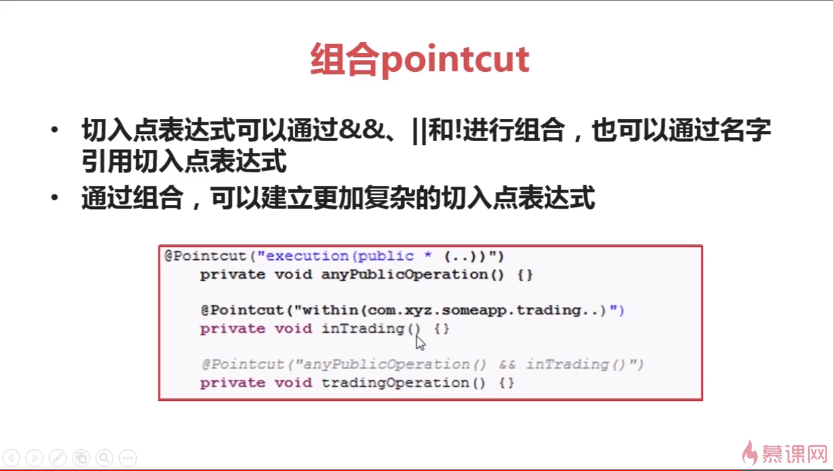 组合pointcut
• 切入点表达式可以通过&&、||和!进行组合，也可以通过名字
引用切入点表达式
• 通过组合，可以建立更加复杂的切入点表达式
@Pointcut("execution(public * (..))")
private void anyPublicOperation() {}
@Pointcut("within(com.xyz.someapp.trading..)")
private void inTrading() {}
@Pointcut("anyPublicOperation() && inTrading()")
private void tradingOperation() {}
慕课网